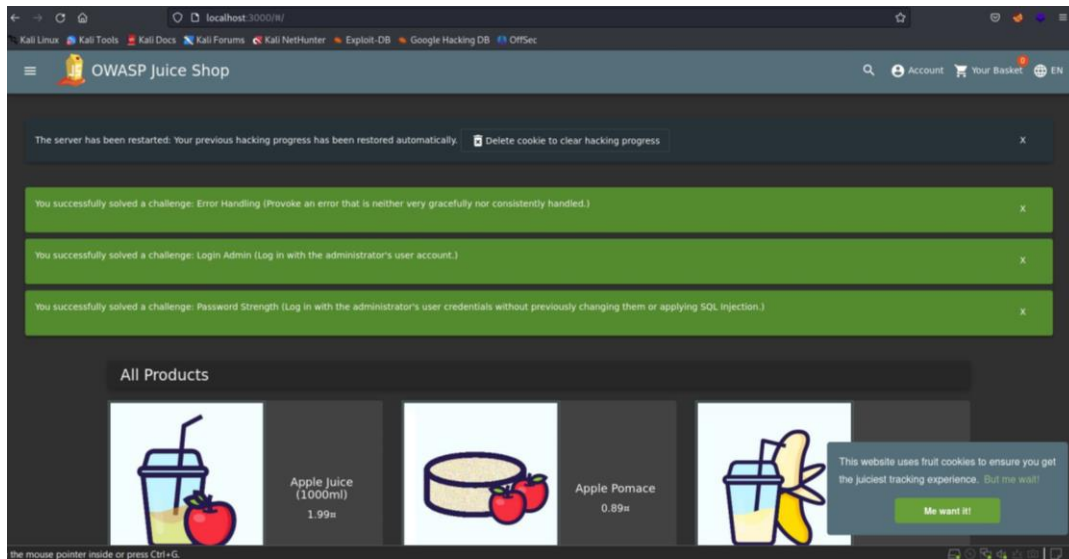 localhost:3000/#/
Kali Linux Kali Tools Kali Docs Kali Forums Kali NetHunter Exploit-DB Google Hacking DB OffSec
OWASP Juice Shop
Account Your Basket 0 EN
The server has been restarted: Your previous hacking progress has been restored automatically. Delete cookie to clear hacking progress X
You successfully solved a challenge: Error Handling (Provoke an error that is neither very gracefully nor consistently handled.) X
You successfully solved a challenge: Login Admin (Log in with the administrator's user account.) X
You successfully solved a challenge: Password Strength (Log in with the administrator's user credentials without previously changing them or applying SQL Injection.) X
All Products
Apple Juice
(1000ml)
1.99¤
Apple Pomace
0.89¤
This website uses fruit cookies to ensure you get
the juiciest tracking experience. But me wait!
Me want it!
the mouse pointer inside or press Ctrl+G.